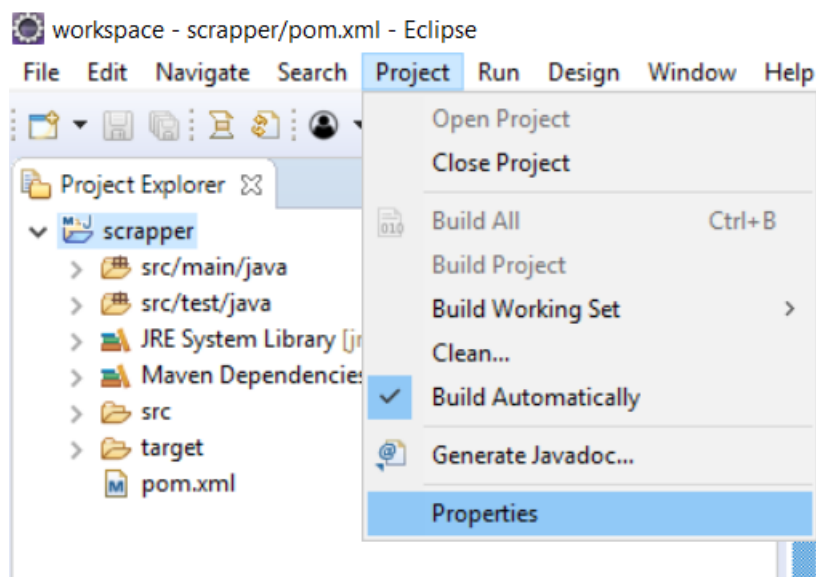 workspace - scrapper/pom.xml - Eclipse
File Edit Navigate Search Project Run Design Window Help
Open Project
Close Project
Project Explorer
scrapper
Build All Ctrl+B
Build Project
src/main/java
src/test/java
Build Working Set
JRE System Library
Clean...
Maven Dependencies
Build Automatically
src
target
Generate Javadoc...
pom.xml
Properties